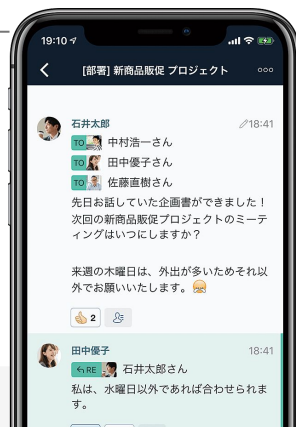 19:10
[部署] 新商品販促 プロジェクト
石井太郎 18:41
TO 中村浩一さん
TO 田中優子さん
TO 佐藤直樹さん
先日お話していた企画書ができました！
次回の新商品販促プロジェクトのミーテ
ィングはいつにしますか？
来週の木曜日は、外出が多いためそれ以
外でお願いいたします。
2
田中優子 18:41
RE 石井太郎さん
私は、水曜日以外であれば合わせられま
す。